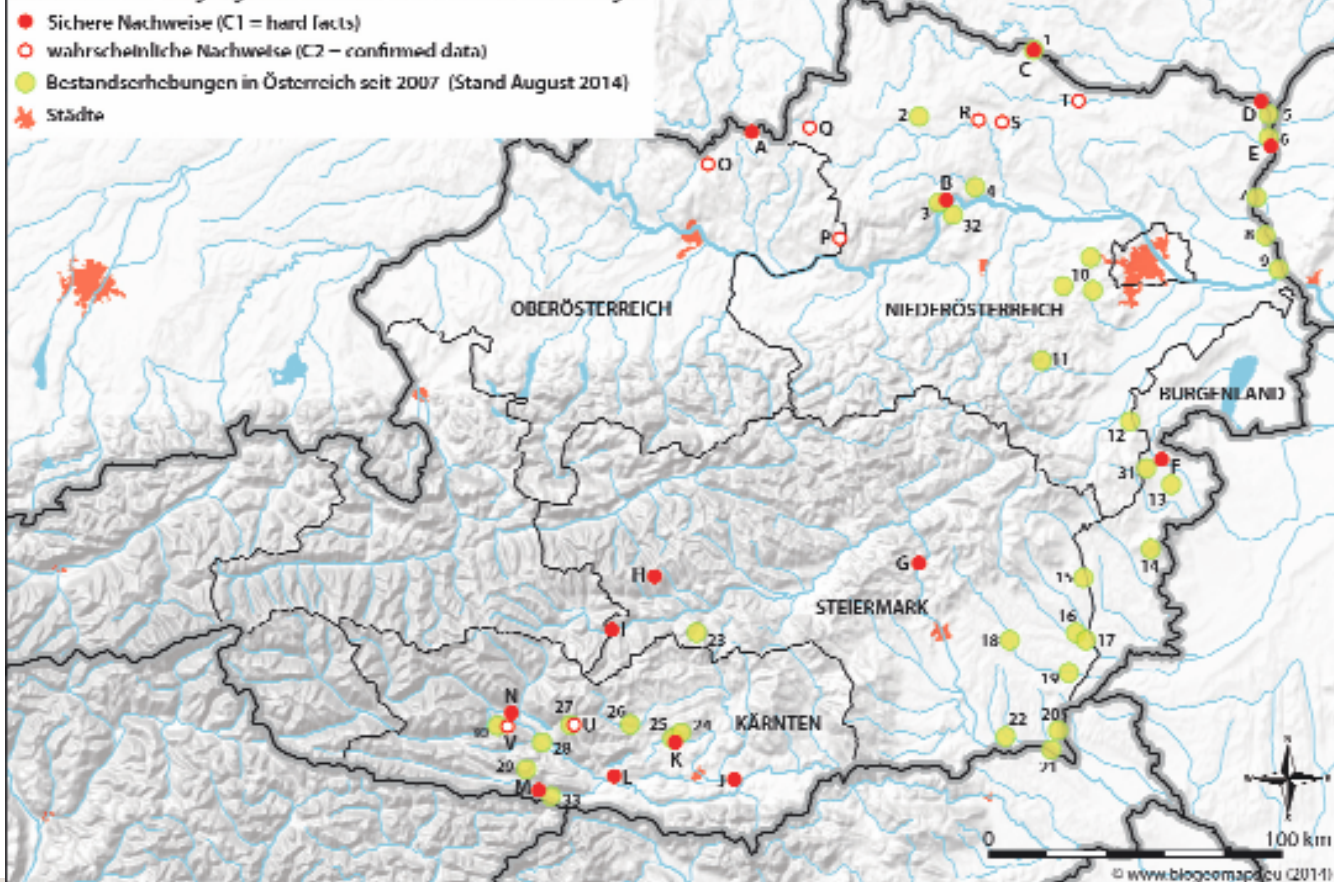 Sichere Nachweise (C1 = hard facts)
wahrscheinliche Nachweise (C2 = confirmed data)
Bestandserhebungen in Österreich seit 2007 (Stand August 2014)
Städte
1
C
T
2
R
S
D
5
Q
A
6
E
O
B
4
3
32
7
P
8
9
10
OBERÖSTERREICH
NIEDERÖSTERREICH
11
BURGENLAND
12
F
31
13
14
G
H
15
STEIERMARK
I
23
18
16
17
19
N
27
U
26
25
24
KÄRNTEN
V
28
K
22
20
21
29
L
J
M
33
0
100 km
© www.biogeomaps.eu (2014)